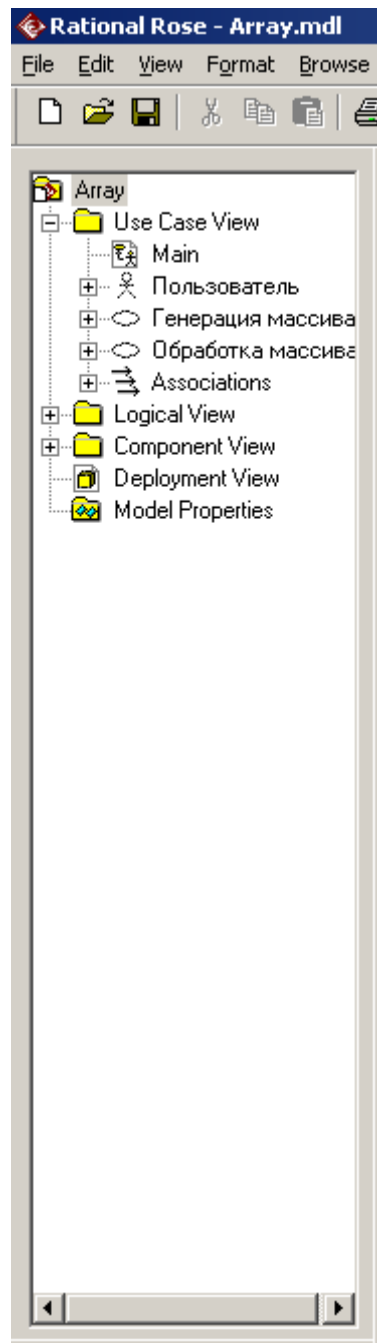 Rational Rose - Array.mdl
File Edit View Format Browse
Array
Use Case View
Main
Пользователь
Генерация массива
Обработка массива
Associations
Logical View
Component View
Deployment View
Model Properties